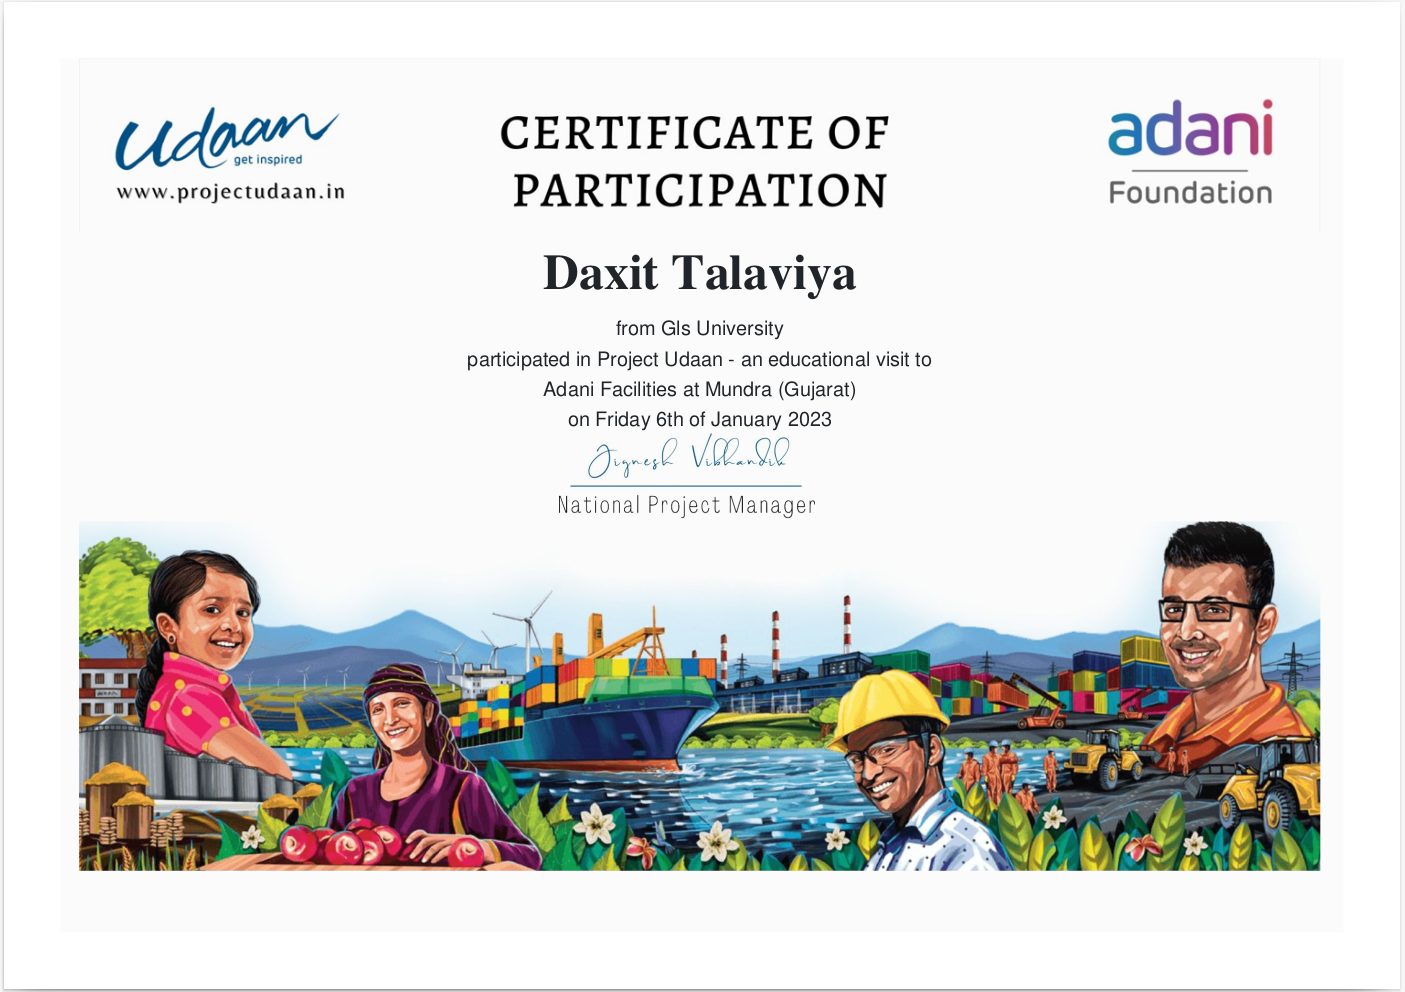 udaan
get inspired
www.projectudaan.in
CERTIFICATE OF
PARTICIPATION
adani
Foundation
Daxit Talaviya
from Gls University
participated in Project Udaan - an educational visit to
Adani Facilities at Mundra (Gujarat)
on Friday 6th of January 2023
Jignesh Vibhandik
National Project Manager